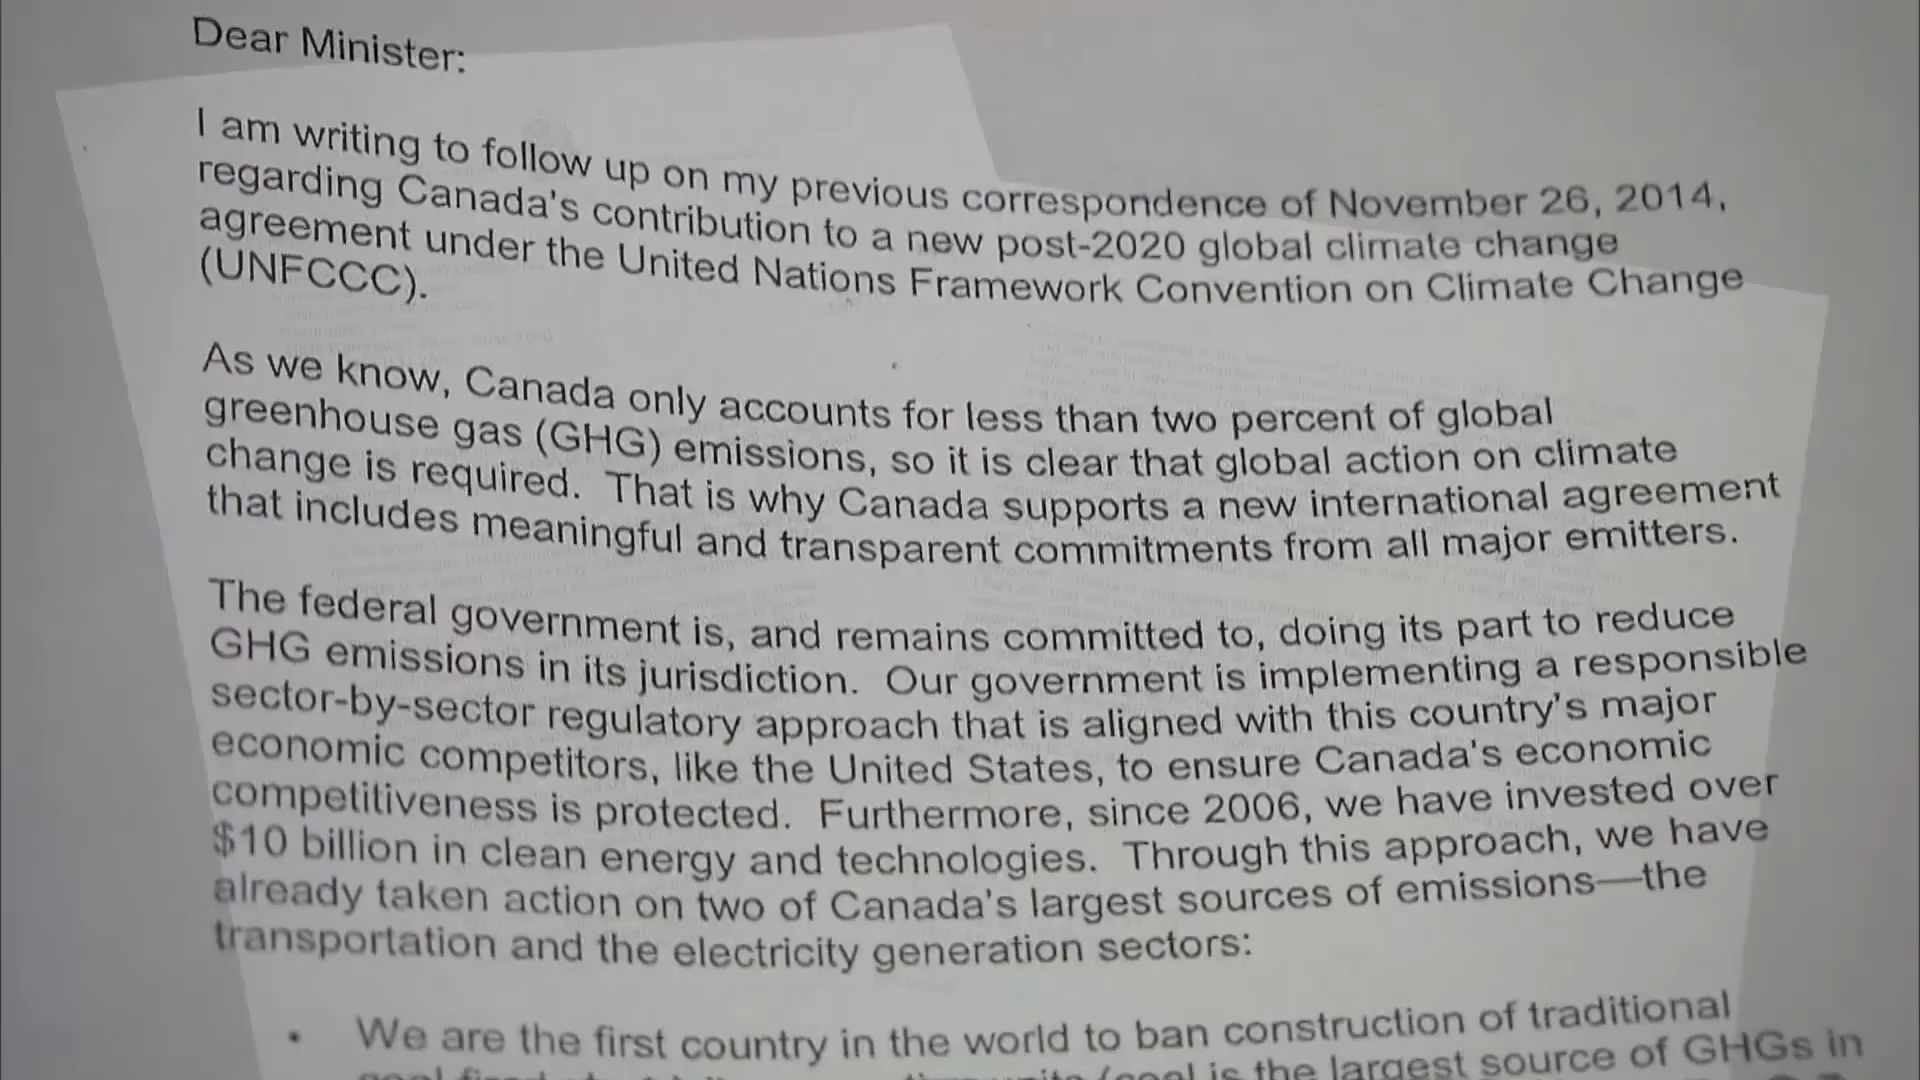 Dear Minister:
I am writing to follow up on my previous correspondence of November 26, 2014,
regarding Canada's contribution to a new post-2020 global climate change
agreement under the United Nations Framework Convention on Climate Change
(UNFCCC).
As we know, Canada only accounts for less than two percent of global
greenhouse gas (GHG) emissions, so it is clear that global action on climate
change is required. That is why Canada supports a new international agreement
that includes meaningful and transparent commitments from all major emitters.
The federal government is, and remains committed to, doing its part to reduce
GHG emissions in its jurisdiction. Our government is implementing a responsible
sector-by-sector regulatory approach that is aligned with this country's major
economic competitors, like the United States, to ensure Canada's economic
competitiveness is protected. Furthermore, since 2006, we have invested over
$10 billion in clean energy and technologies. Through this approach, we have
already taken action on two of Canada's largest sources of emissions—the
transportation and the electricity generation sectors:
• We are the first country in the world to ban construction of traditional
(coal is the largest source of GHGs in